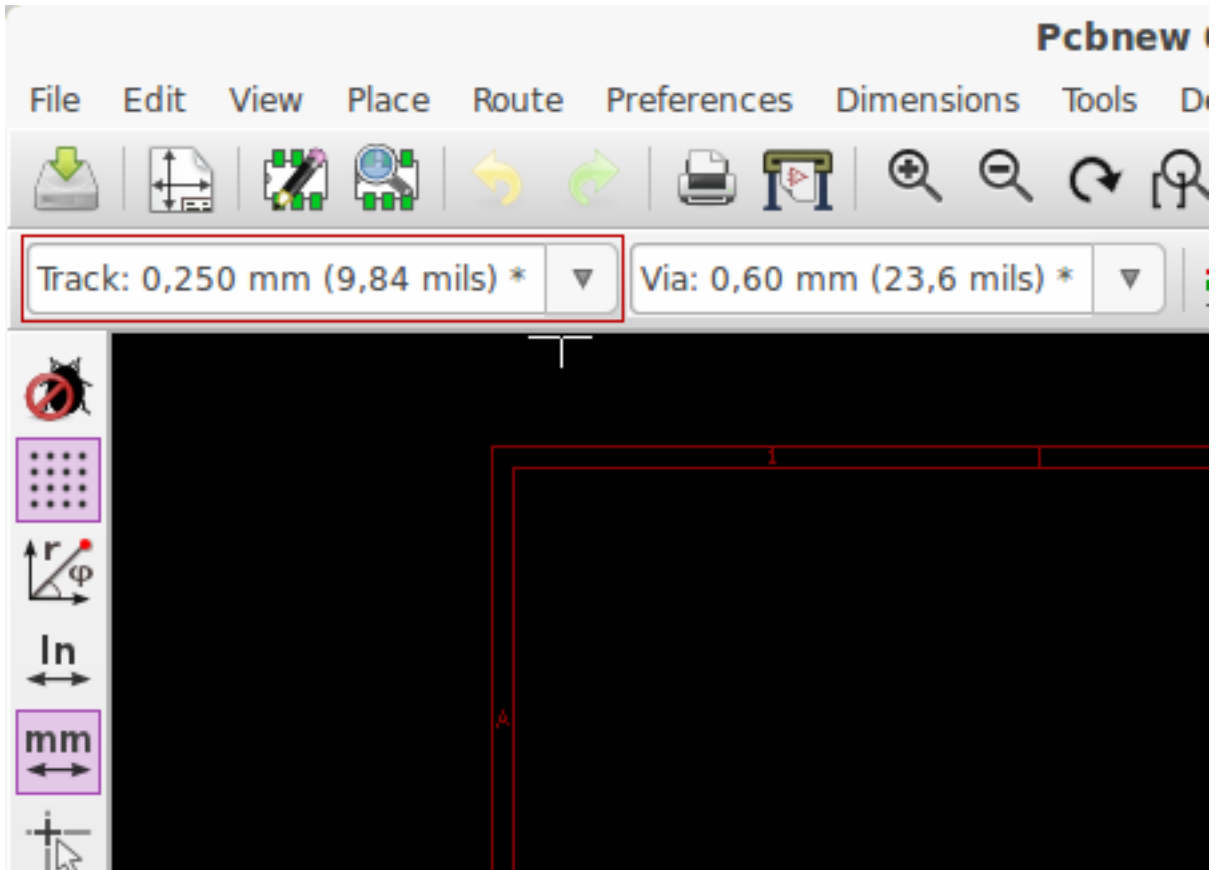 Pcbnew
File Edit View Place Route Preferences Dimensions Tools
Track: 0,250 mm (9,84 mils) * Via: 0,60 mm (23,6 mils) *
1
r
φ
In
mm
A